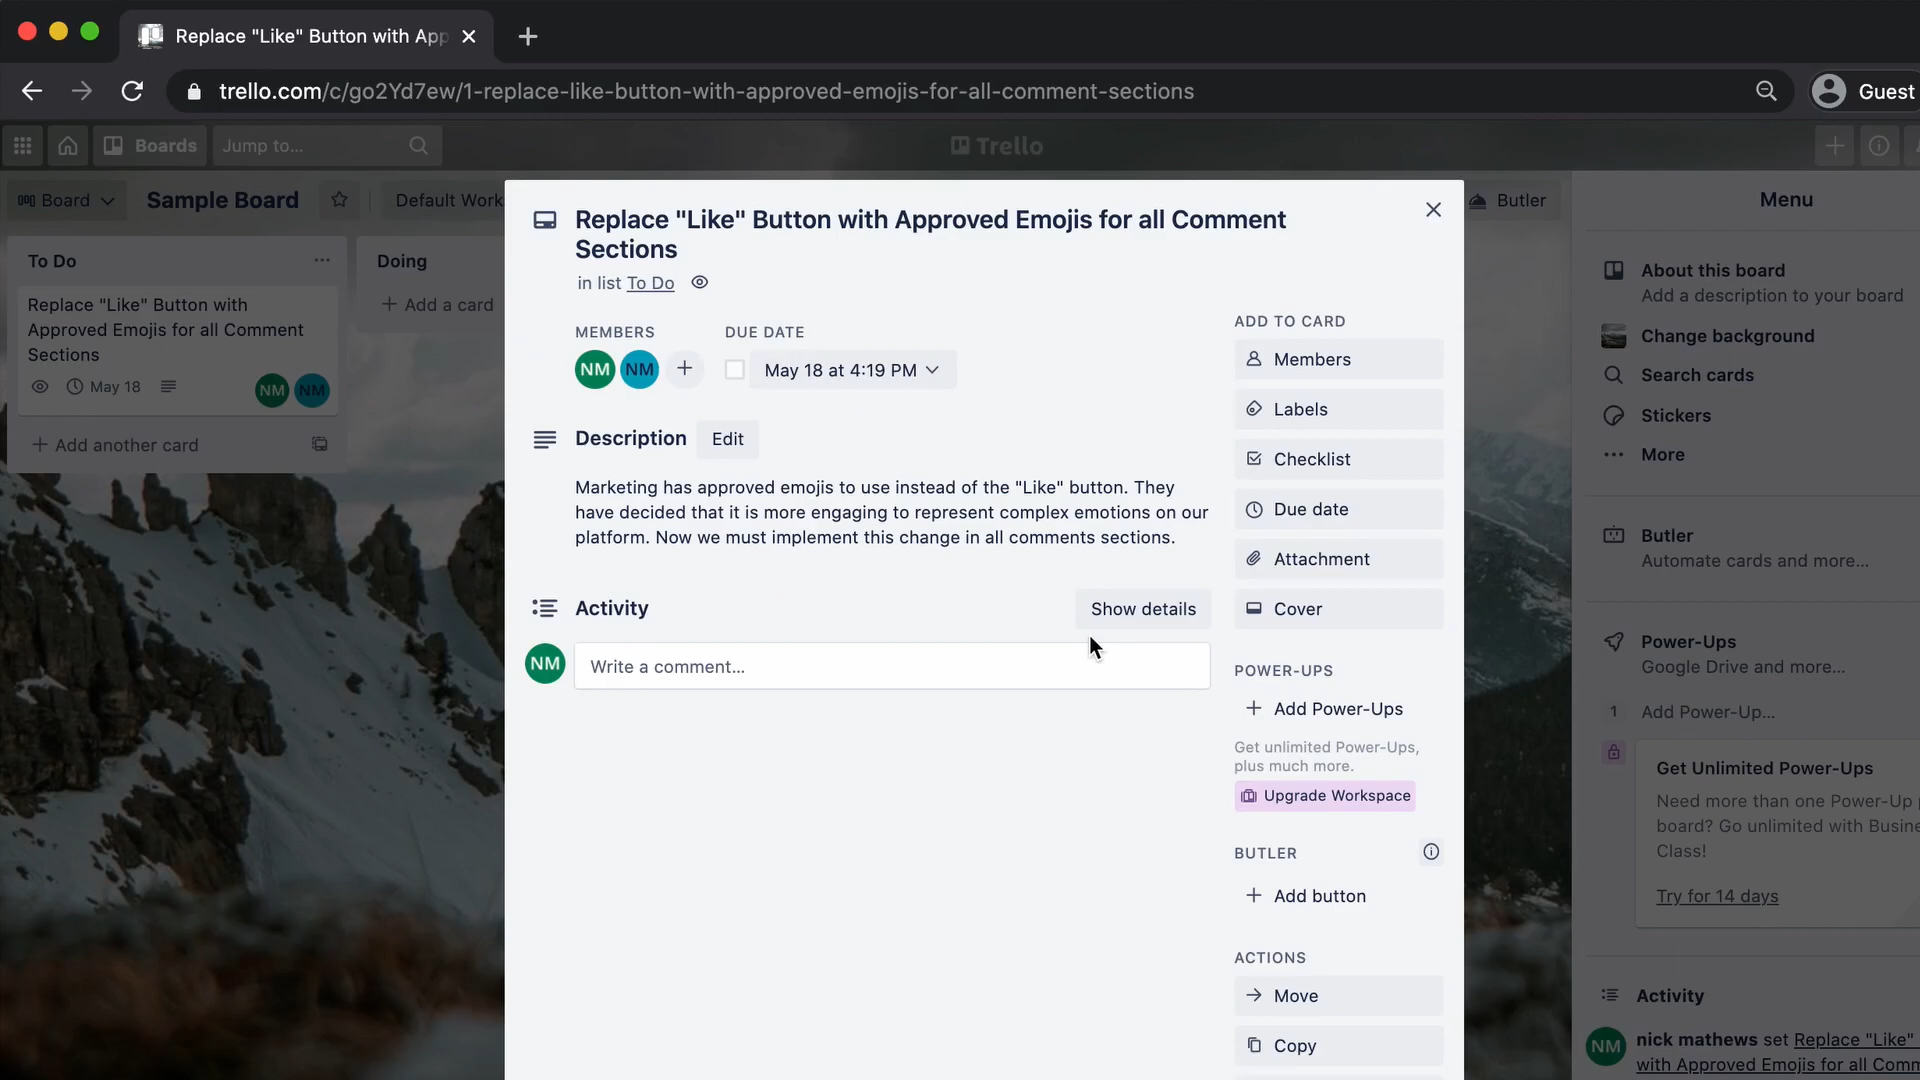 Replace "Like" Button with App
trello.com/c/go2Yd7ew/1-replace-like-button-with-approved-emojis-for-all-comment-sections
Guest
Boards
Jump to...
Trello
Board
Sample Board
Default Work
Butler
Menu
To Do
Replace "Like" Button with
Approved Emojis for all Comment
Sections
May 18
NM
NM
Add another card
Doing
Add a card
Replace "Like" Button with Approved Emojis for all Comment
Sections
in list To Do
MEMBERS
NM
NM
DUE DATE
May 18 at 4:19 PM
Description
Edit
Marketing has approved emojis to use instead of the "Like" button. They
have decided that it is more engaging to represent complex emotions on our
platform. Now we must implement this change in all comments sections.
Activity
Show details
NM
Write a comment...
ADD TO CARD
Members
Labels
Checklist
Due date
Attachment
Cover
POWER-UPS
Add Power-Ups
Get unlimited Power-Ups,
plus much more.
Upgrade Workspace
BUTLER
Add button
ACTIONS
Move
Copy
About this board
Add a description to your board
Change background
Search cards
Stickers
More
Butler
Automate cards and more...
Power-Ups
Google Drive and more...
1
Add Power-Up...
Get Unlimited Power-Ups
Need more than one Power-Up
board? Go unlimited with Busine
Class!
Try for 14 days
Activity
NM
nick mathews set Replace "Like"
with Approved Emojis for all Comm